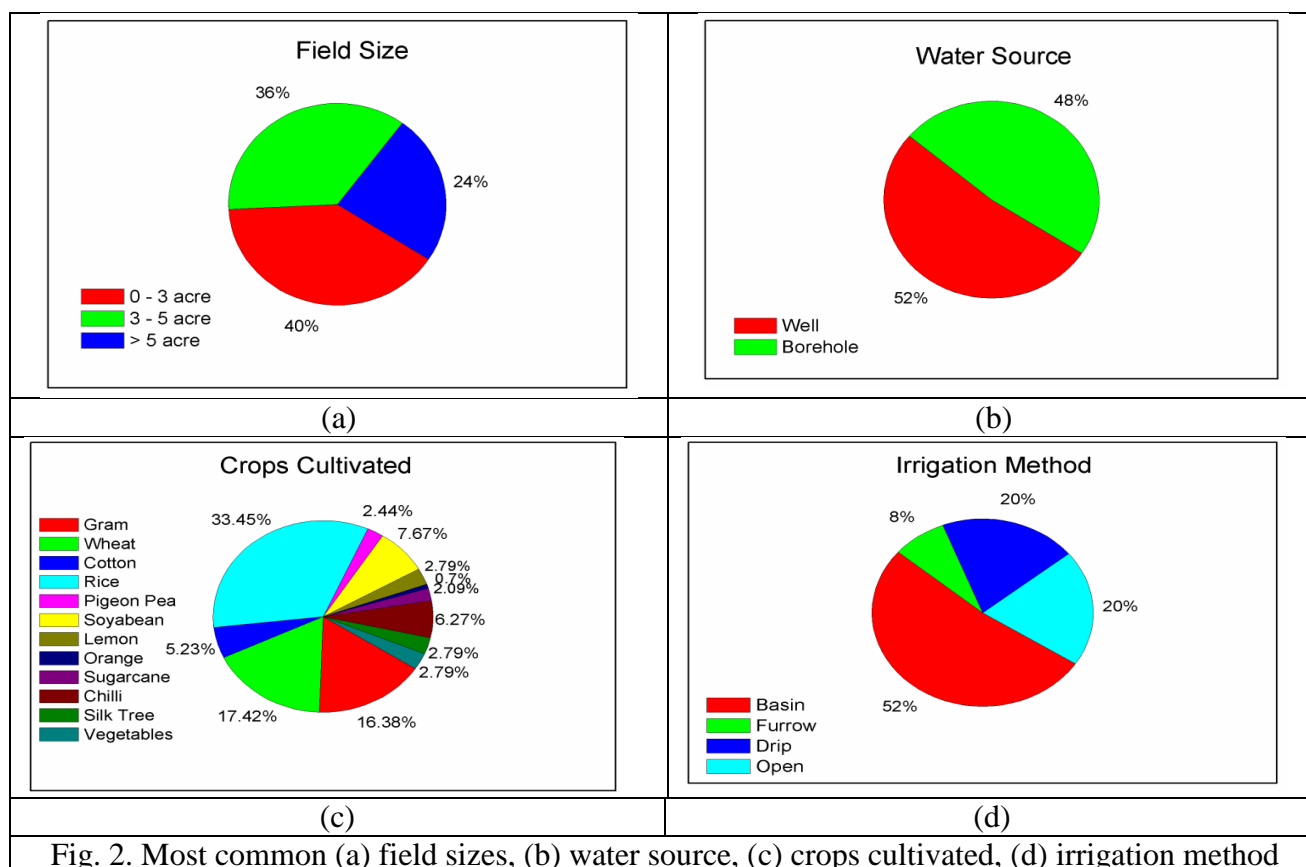 Field Size
36%
24%
40%
0 - 3 acre
3 - 5 acre
> 5 acre
(a)
Water Source
48%
52%
Well
Borehole
(b)
Crops Cultivated
33.45%
2.44%
7.67%
2.79%
0.7%
2.09%
6.27%
2.79%
2.79%
16.38%
17.42%
5.23%
Gram
Wheat
Cotton
Rice
Pigeon Pea
Soyabean
Lemon
Orange
Sugarcane
Chilli
Silk Tree
Vegetables
(c)
Irrigation Method
20%
8%
20%
52%
Basin
Furrow
Drip
Open
(d)
Fig. 2. Most common (a) field sizes, (b) water source, (c) crops cultivated, (d) irrigation method